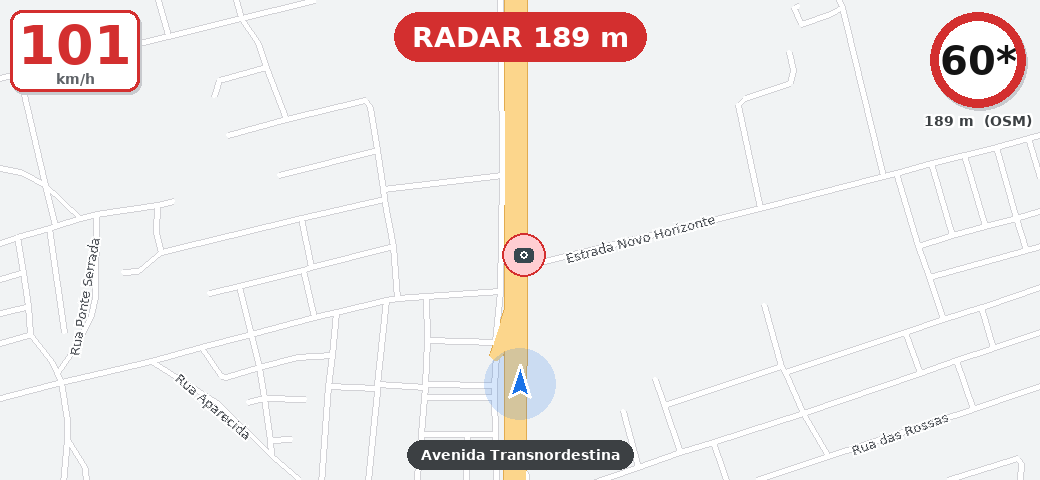 101
km/h
RADAR 189 m
60*
189 m (OSM)
Estrada Novo Horizonte
Rua Ponte Serrada
Rua Aparecida
Rua das Rossas
Avenida Transnordestina